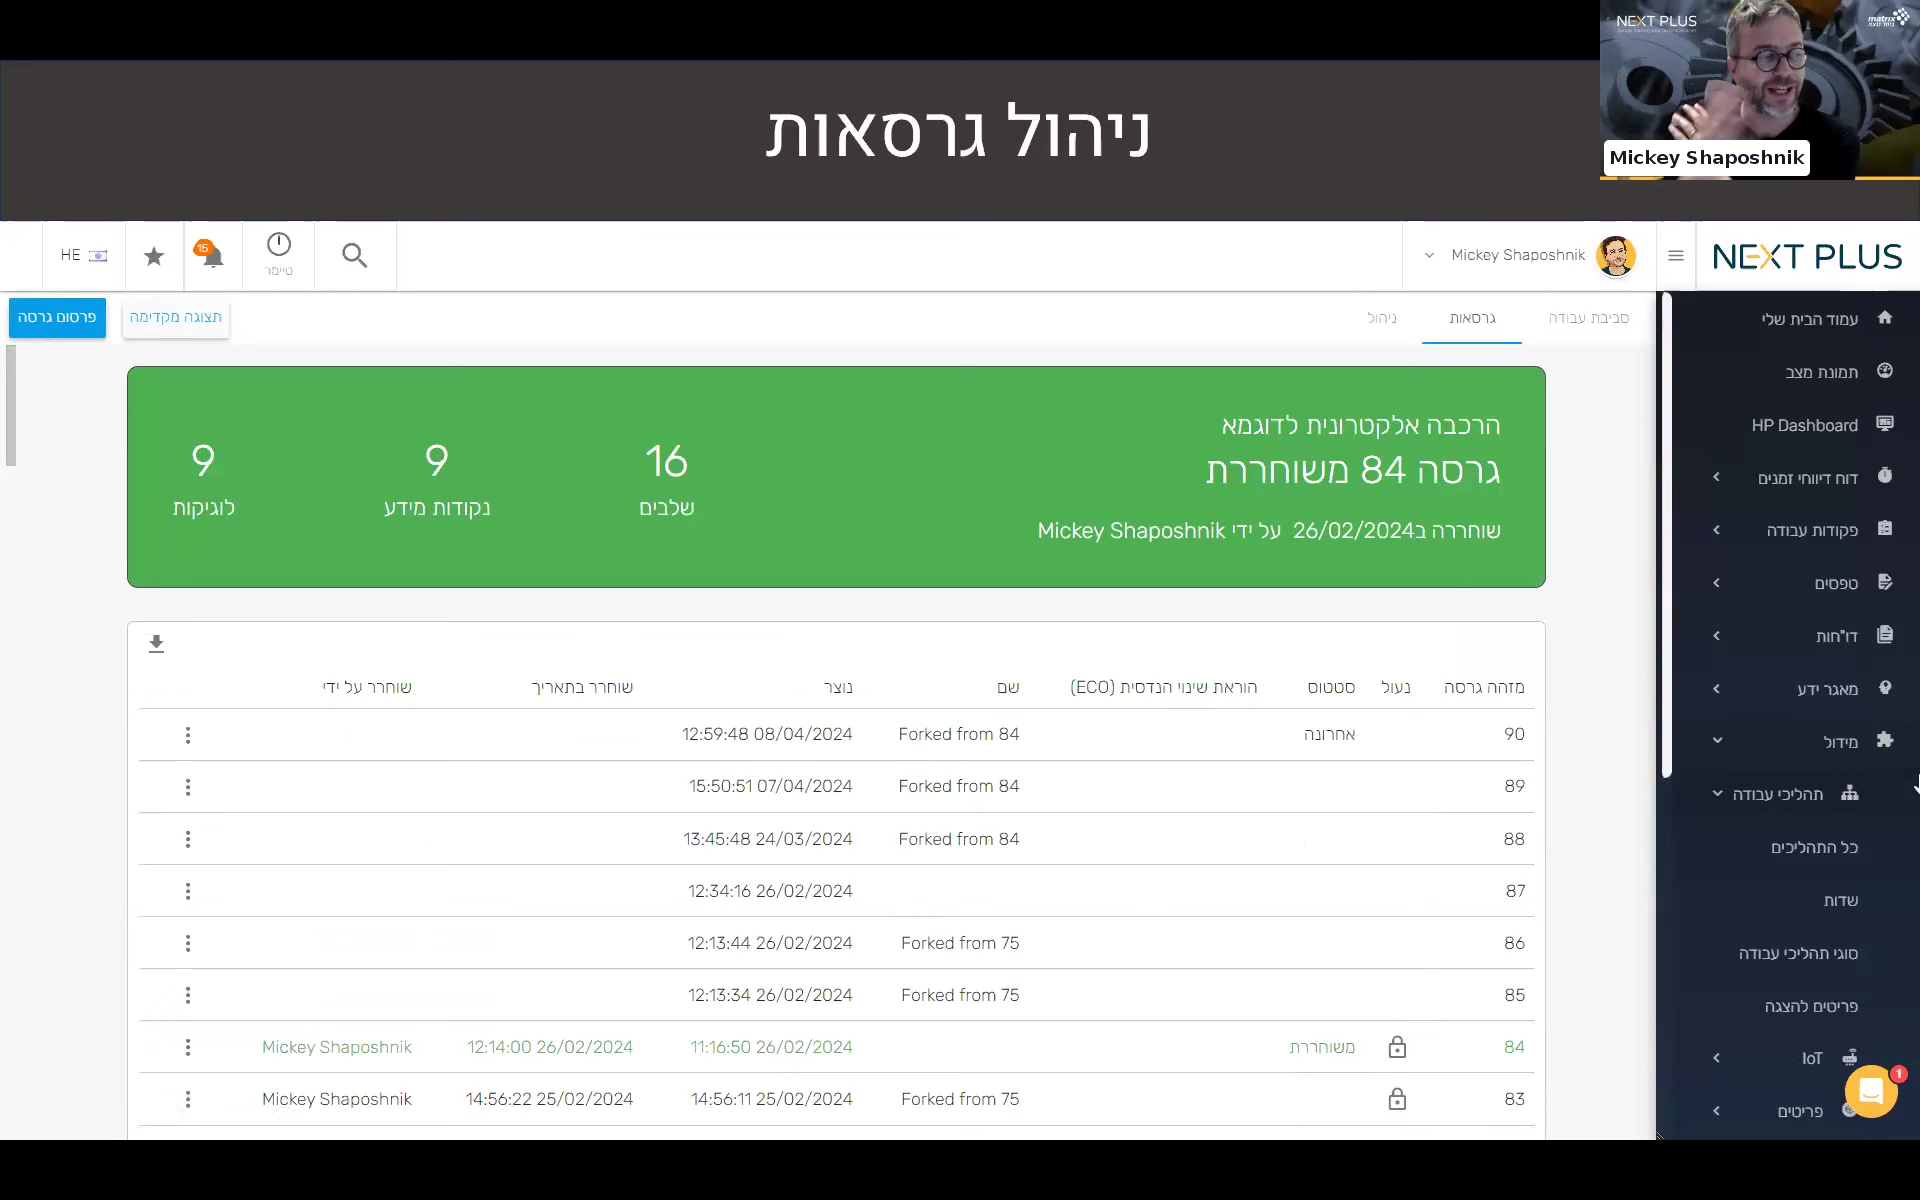 NEXT PLUS
matrix
Mickey Shaposhnik
ניהול גרסאות
NEXT PLUS
Mickey Shaposhnik
טיימר
15
HE
סביבת עבודה
גרסאות
ניהול
תצוגה מקדימה
פרסום גרסה
עמוד הבית שלי
תמונת מצב
HP Dashboard
דוח דיווחי זמנים
פקודות עבודה
טפסים
דו"חות
מאגר ידע
מידול
תהליכי עבודה
כל התהליכים
שדות
סוגי תהליכי עבודה
פריטים להצגה
IoT
פריטים
1
הרכבה אלקטרונית לדוגמא
גרסה 84 משוחררת
שוחררה ב26/02/2024 על ידי Mickey Shaposhnik
16
שלבים
9
נקודות מידע
9
לוגיקות
מזהה גרסה נעול סטטוס הוראת שינוי הנדסית (ECO) שם נוצר שוחרר בתאריך שוחרר על ידי
90 אחרונה Forked from 84 12:59:48 08/04/2024
89 Forked from 84 15:50:51 07/04/2024
88 Forked from 84 13:45:48 24/03/2024
87 12:34:16 26/02/2024
86 Forked from 75 12:13:44 26/02/2024
85 Forked from 75 12:13:34 26/02/2024
84 משוחררת 11:16:50 26/02/2024 12:14:00 26/02/2024 Mickey Shaposhnik
83 Forked from 75 14:56:11 25/02/2024 14:56:22 25/02/2024 Mickey Shaposhnik